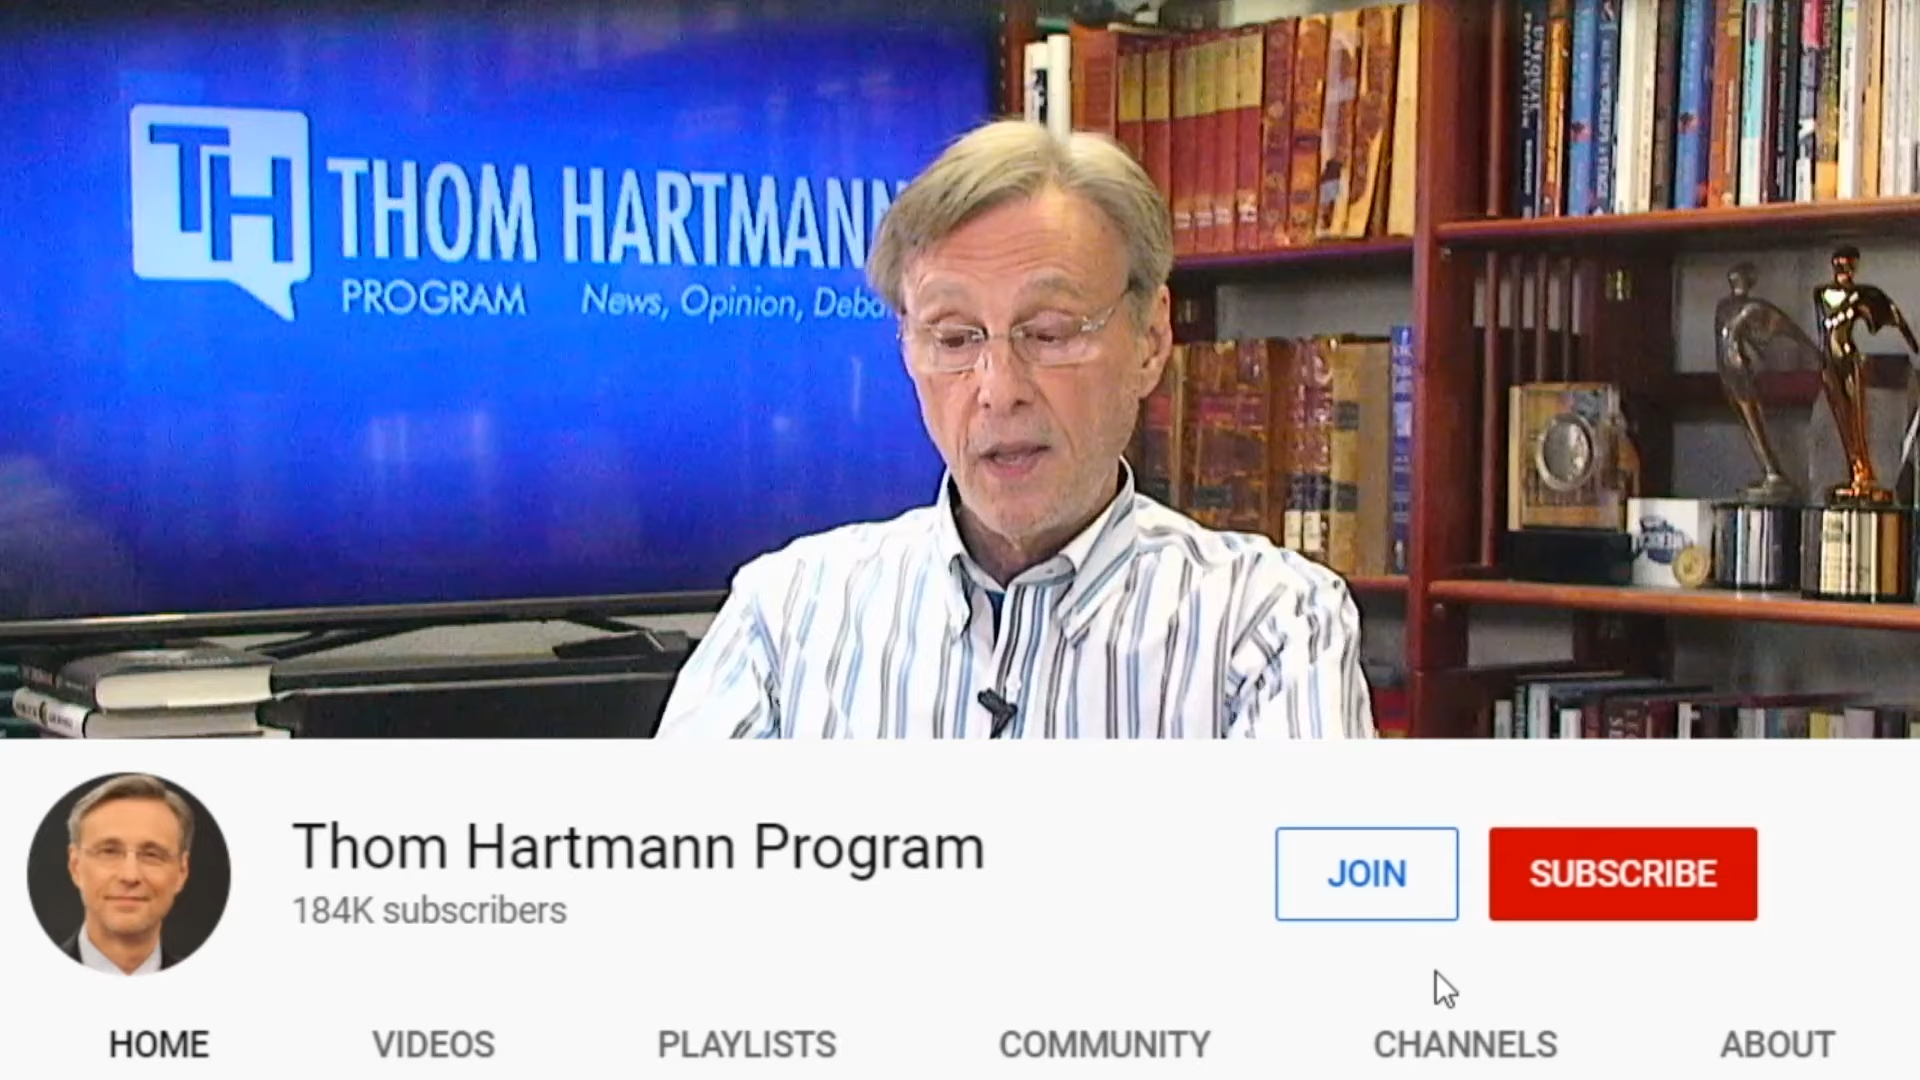 TH
THOM HARTMANN
PROGRAM
News, Opinion,
Thom Hartmann Program
184K subscribers
JOIN
SUBSCRIBE
HOME
VIDEOS
PLAYLISTS
COMMUNITY
CHANNELS
ABOUT